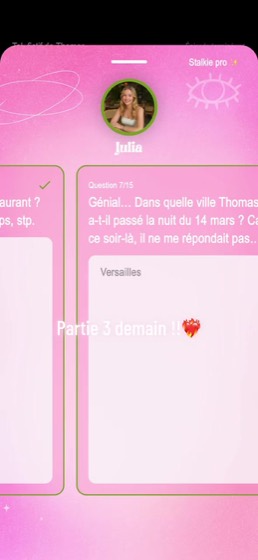 Stalkie pro
Julia
Question 7/15
aurant ?
ps, stp.
Génial… Dans quelle ville Thomas
a-t-il passé la nuit du 14 mars ? Ca
ce soir-là, il ne me répondait pas…
Versailles
Partie 3 demain !!❤️‍🔥